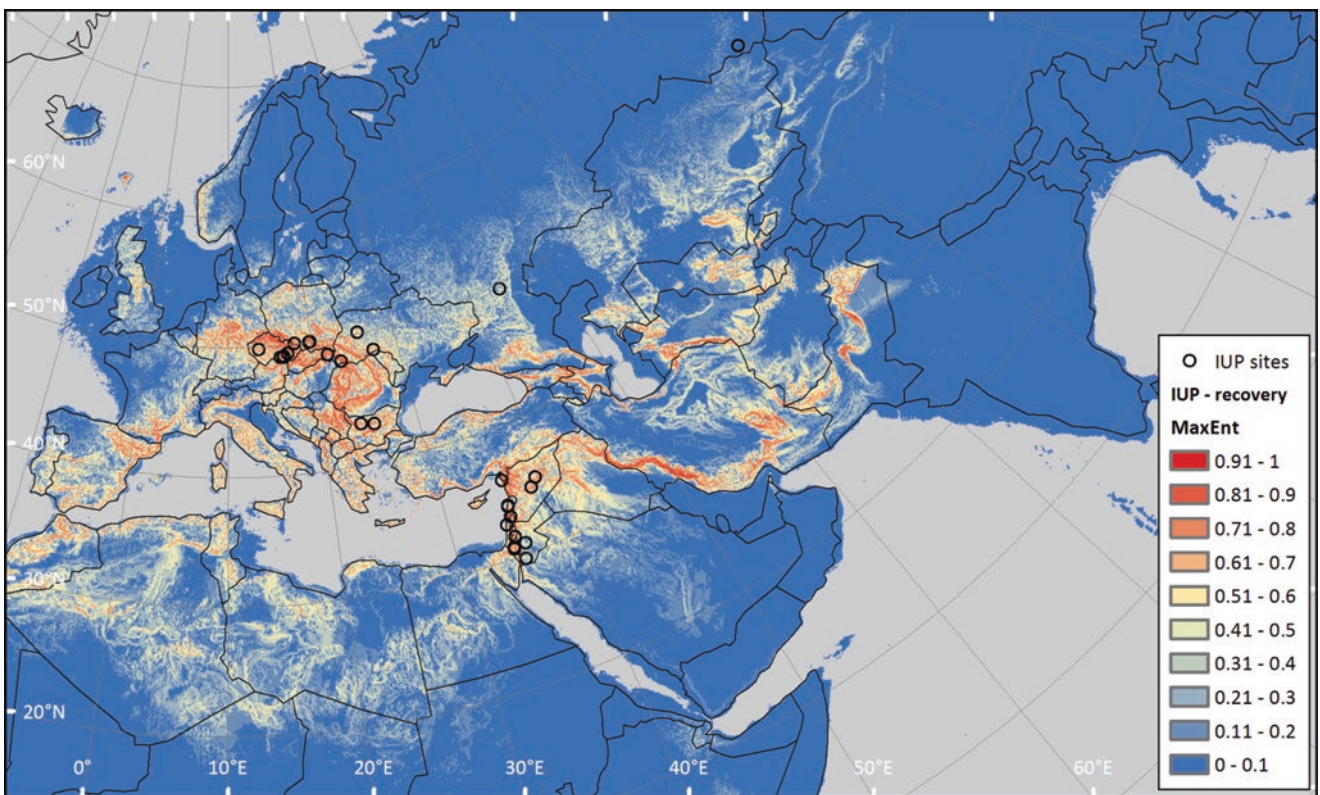 60°N
50°N
40°N
30°N
20°N
0°
10°E
20°E
30°E
40°E
50°E
60°E
IUP sites
IUP - recovery
MaxEnt
0.91 - 1
0.81 - 0.9
0.71 - 0.8
0.61 - 0.7
0.51 - 0.6
0.41 - 0.5
0.31 - 0.4
0.21 - 0.3
0.11 - 0.2
0 - 0.1